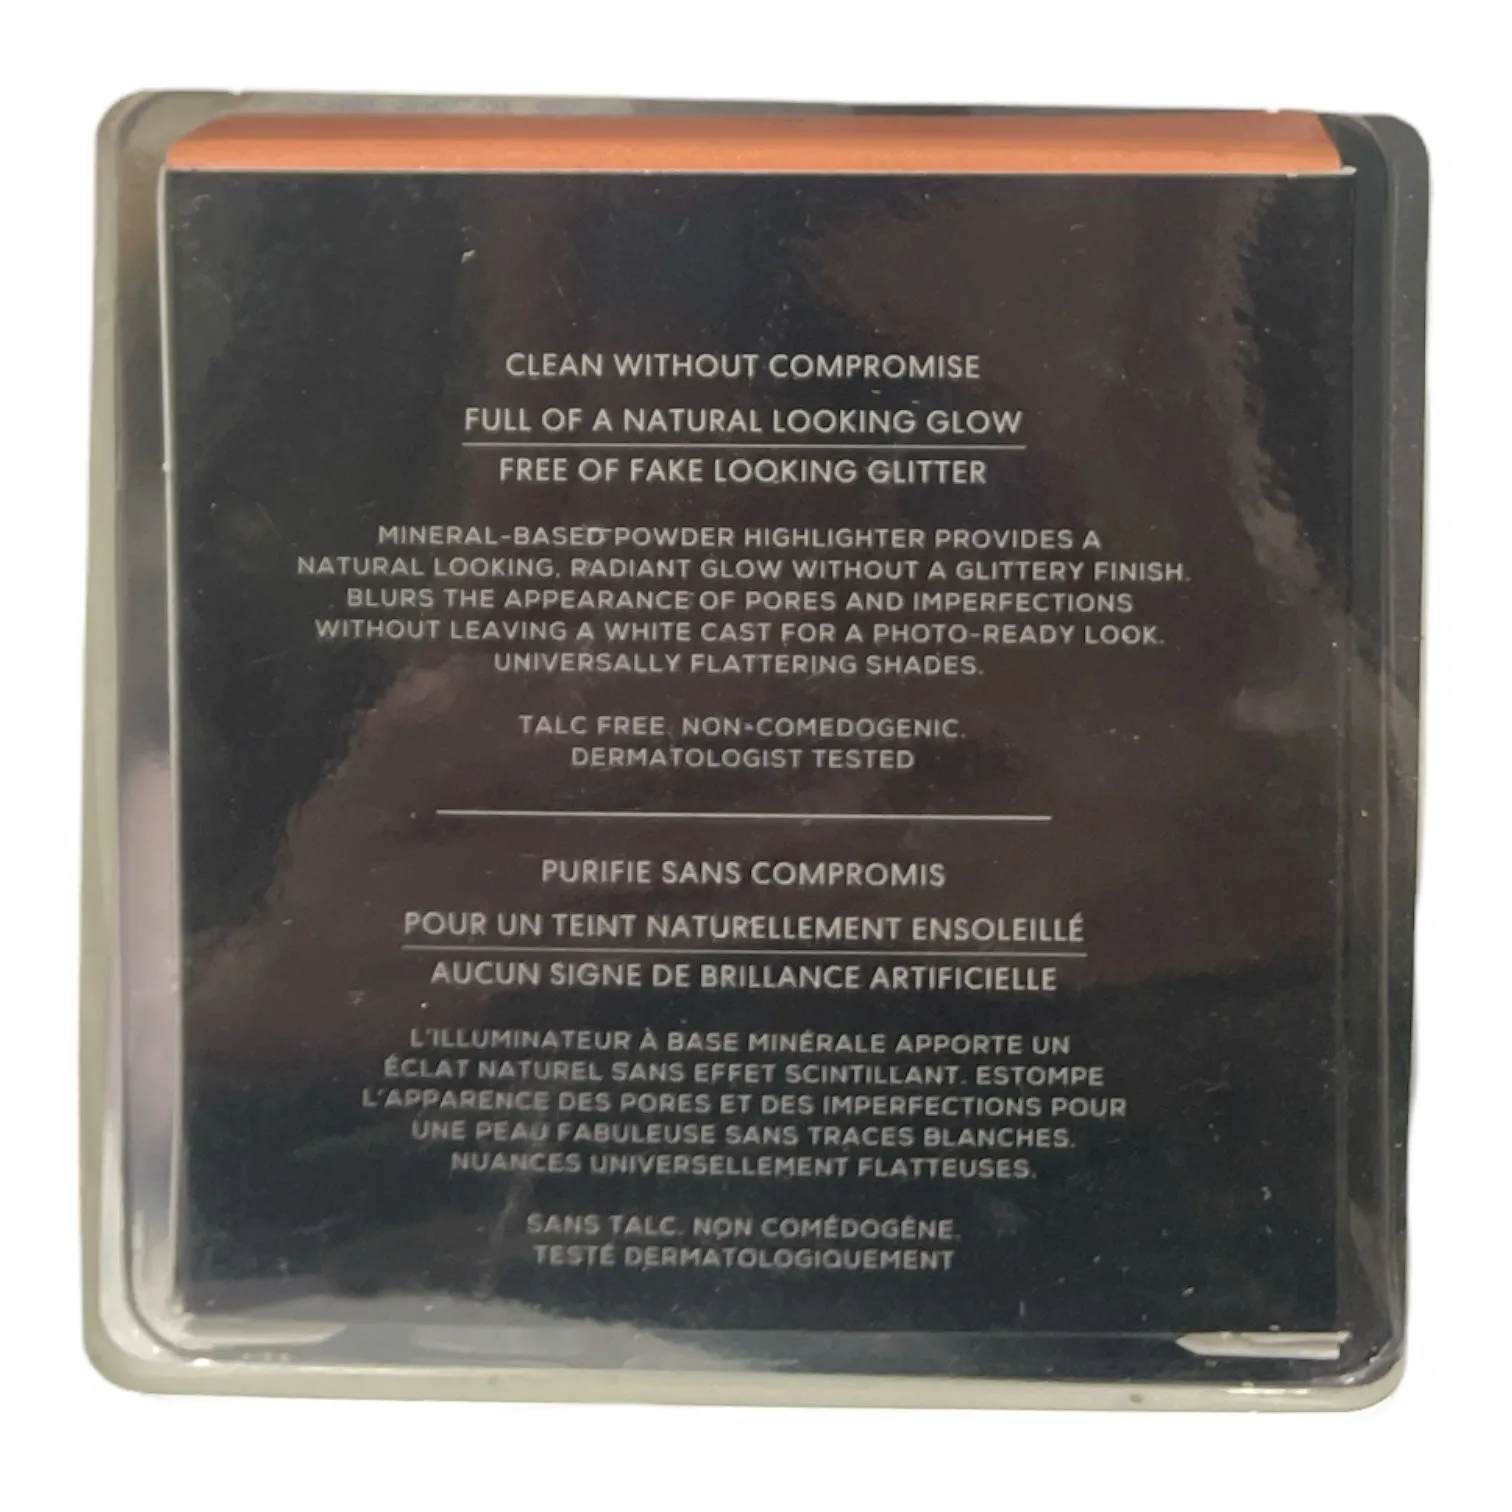 CLEAN WITHOUT COMPROMISE
FULL OF A NATURAL LOOKING GLOW
FREE OF FAKE LOOKING GLITTER
MINERAL-BASED POWDER HIGHLIGHTER PROVIDES A
NATURAL LOOKING, RADIANT GLOW WITHOUT A GLITTERY FINISH.
BLURS THE APPEARANCE OF PORES AND IMPERFECTIONS
WITHOUT LEAVING A WHITE CAST FOR A PHOTO-READY LOOK.
UNIVERSALLY FLATTERING SHADES.
TALC FREE. NON-COMEDOGENIC.
DERMATOLOGIST TESTED
PURIFIE SANS COMPROMIS
POUR UN TEINT NATURELLEMENT ENSOLEILLÉ
AUCUN SIGNE DE BRILLANCE ARTIFICIELLE
L'ILLUMINATEUR À BASE MINÉRALE APPORTE UN
ÉCLAT NATUREL SANS EFFET SCINTILLANT. ESTOMPE
L'APPARENCE DES PORES ET DES IMPERFECTIONS POUR
UNE PEAU FABULEUSE SANS TRACES BLANCHES.
NUANCES UNIVERSELLEMENT FLATTEUSES.
SANS TALC. NON COMÉDOGÈNE.
TESTÉ DERMATOLOGIQUEMENT